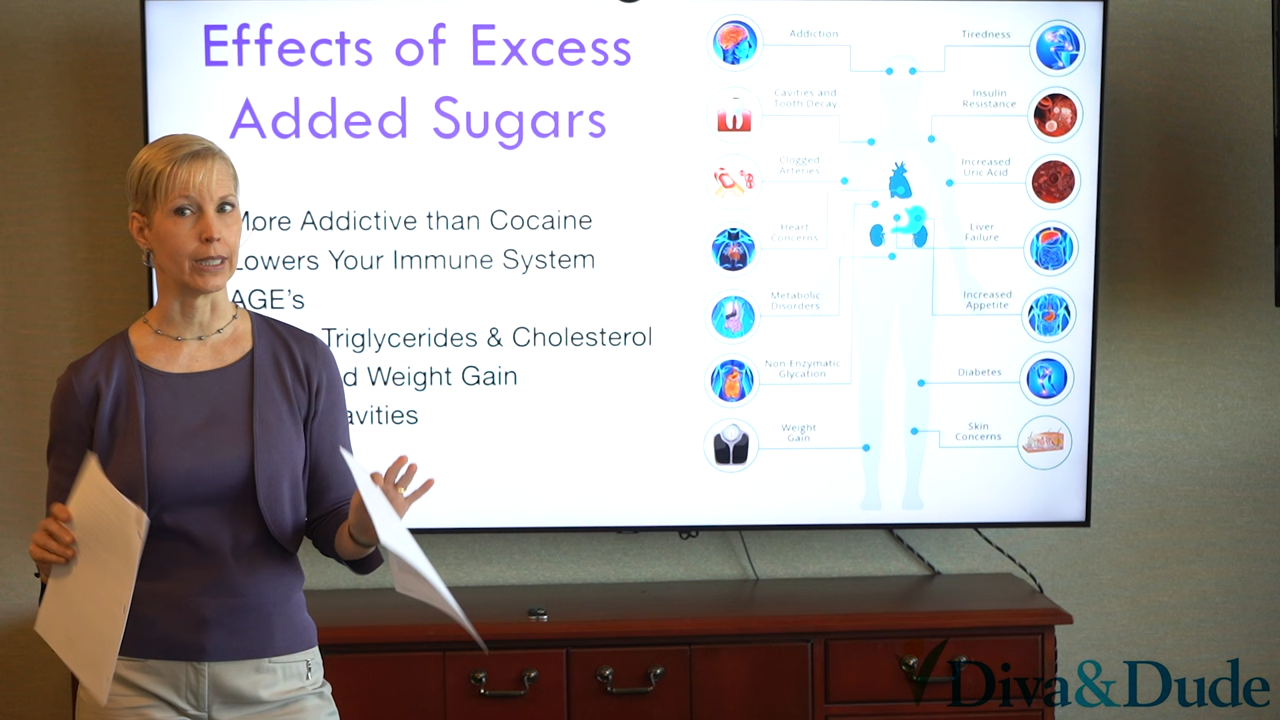 Effects of Excess
Added Sugars
More Addictive than Cocaine
Lowers Your Immune System
AGE's
Triglycerides & Cholesterol
Weight Gain
Addiction
Cavities and
Tooth Decay
Clogged
Arteries
Heart
Concerns
Metabolic
Disorders
Non Enzymatic
Glycation
Weight
Gain
Tiredness
Insulin
Resistance
Increased
Uric Acid
Liver
Failure
Increased
Appetite
Diabetes
Skin
Concerns
Diva&Dude